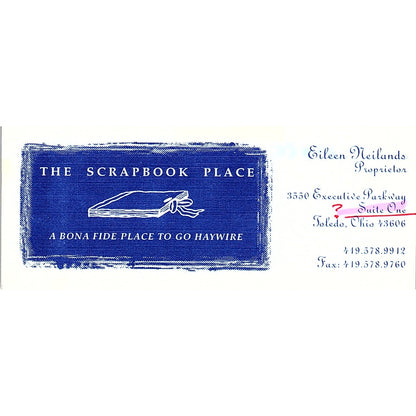 THE SCRAPBOOK PLACE
A BONA FIDE PLACE TO GO HAYWIRE
Eileen Neilands
Proprietor
3550 Executive Parkway
? Suite One
Toledo, Ohio 43606
419.578.9912
Fax: 419.578.9760